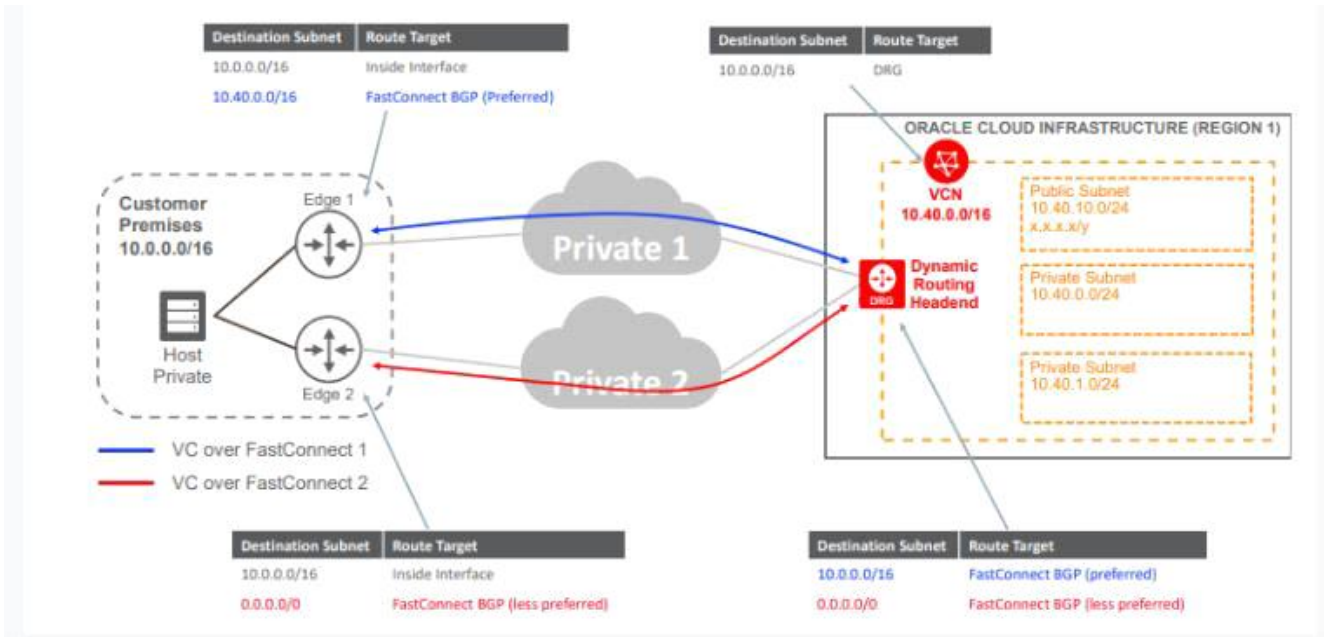 Destination Subnet Route Target
10.0.0.0/16 Inside Interface
10.40.0.0/16 FastConnect BGP (Preferred)
Destination Subnet Route Target
10.0.0.0/16 DRG
ORACLE CLOUD INFRASTRUCTURE (REGION 1)
VCN
10.40.0.0/16
Public Subnet
10.40.10.0/24
x.x.x.x/y
Private Subnet
10.40.0.0/24
Private Subnet
10.40.1.0/24
Customer
Premises
10.0.0.0/16
Edge 1
Host
Private
Edge 2
Private 1
Private 2
DRG
Dynamic
Routing
Headend
VC over FastConnect 1
VC over FastConnect 2
Destination Subnet Route Target
10.0.0.0/16 Inside Interface
0.0.0.0/0 FastConnect BGP (less preferred)
Destination Subnet Route Target
10.0.0.0/16 FastConnect BGP (preferred)
0.0.0.0/0 FastConnect BGP (less preferred)